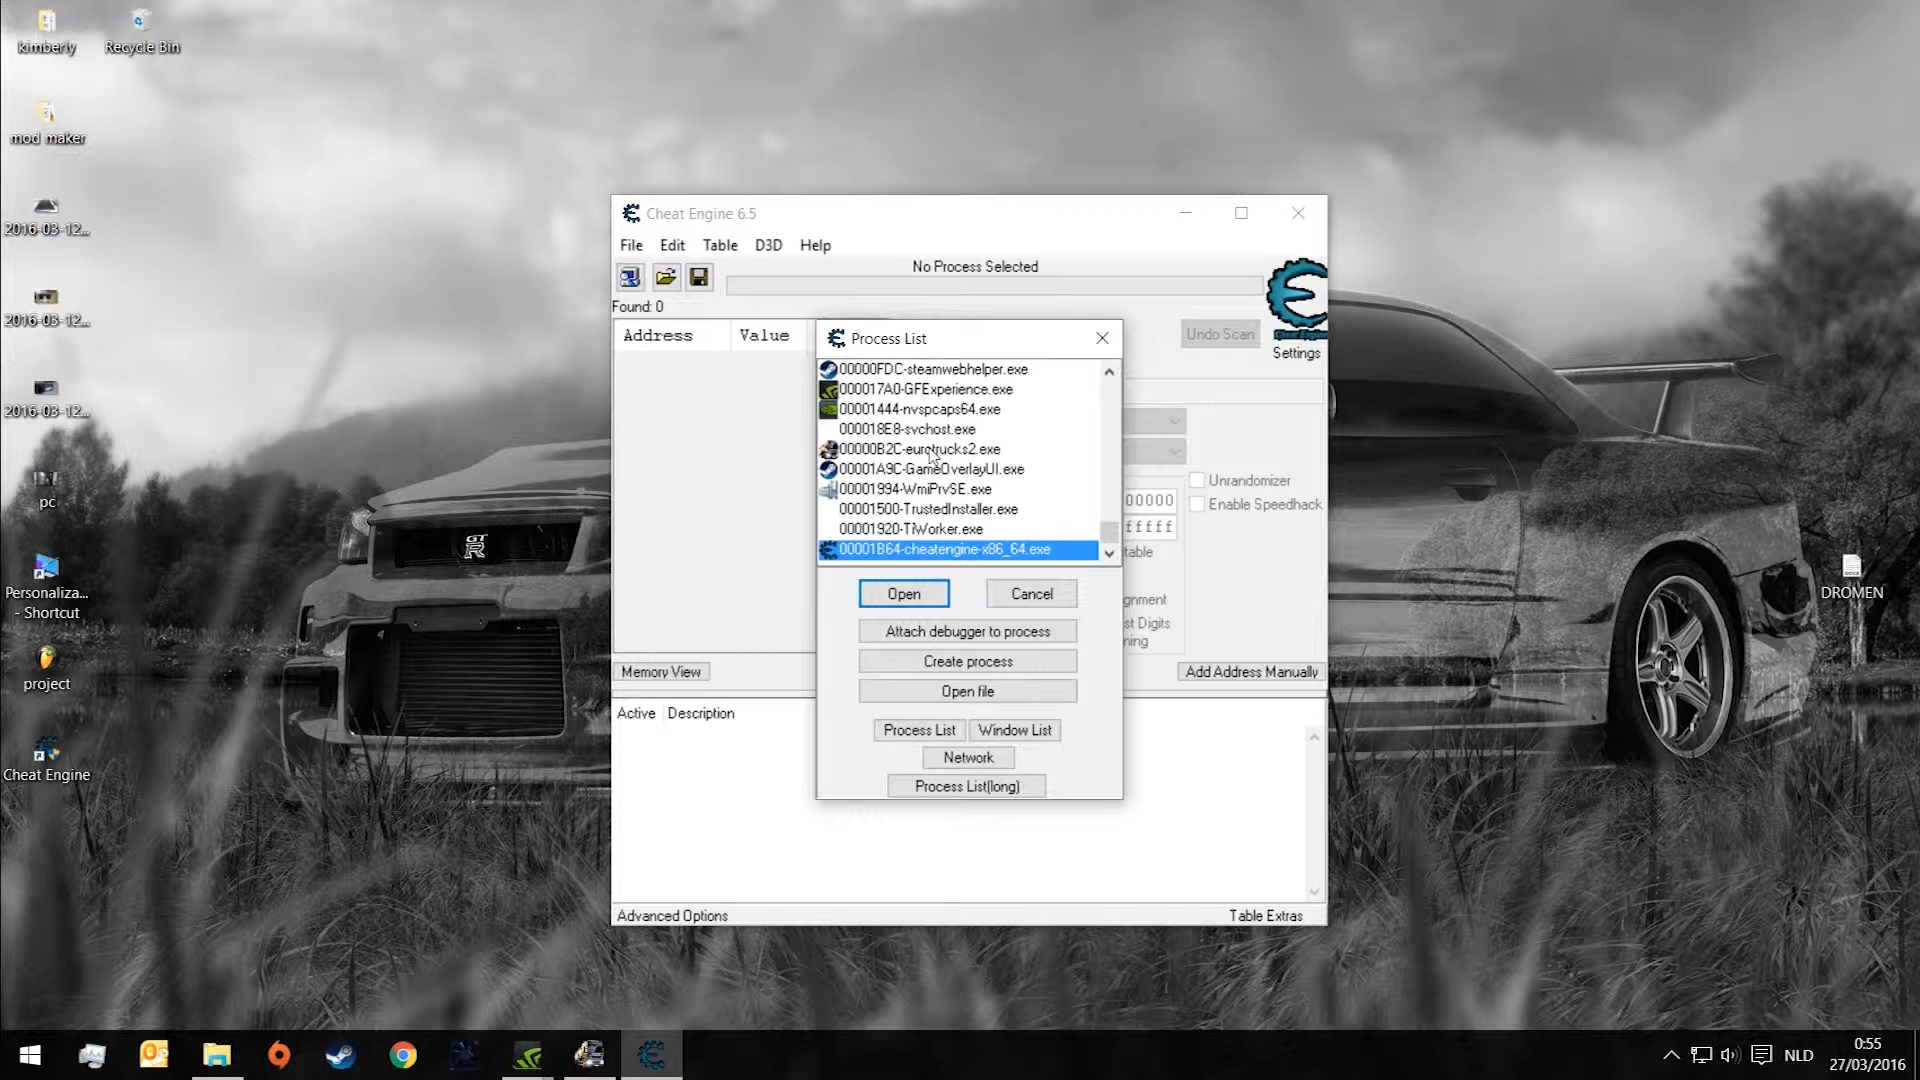 kimberly
Recycle Bin
mod maker
2016-03-12...
2016-03-12...
2016-03-12...
pc
Personaliza...
- Shortcut
project
Cheat Engine
DROMEN
Cheat Engine 6.5
File Edit Table D3D Help
No Process Selected
Found: 0
Address Value
Undo Scan
Settings
Process List
00000FDC-steamwebhelper.exe
000017A0-GFExperience.exe
00001444-nvspcaps64.exe
000018E8-svchost.exe
00000B2C-eurotrucks2.exe
00001A9C-GameOverlayUI.exe
00001994-WmiPrvSE.exe
00001500-TrustedInstaller.exe
00001920-TiWorker.exe
00001B64-cheatengine-x86_64.exe
Open Cancel
Attach debugger to process
Create process
Open file
Process List Window List
Network
Process List(long)
00000
fffff
Unrandomizer
Enable Speedhack
table
gnment
st Digits
ning
Memory View
Add Address Manually
Active Description
Advanced Options
Table Extras
NLD
0:55
27/03/2016